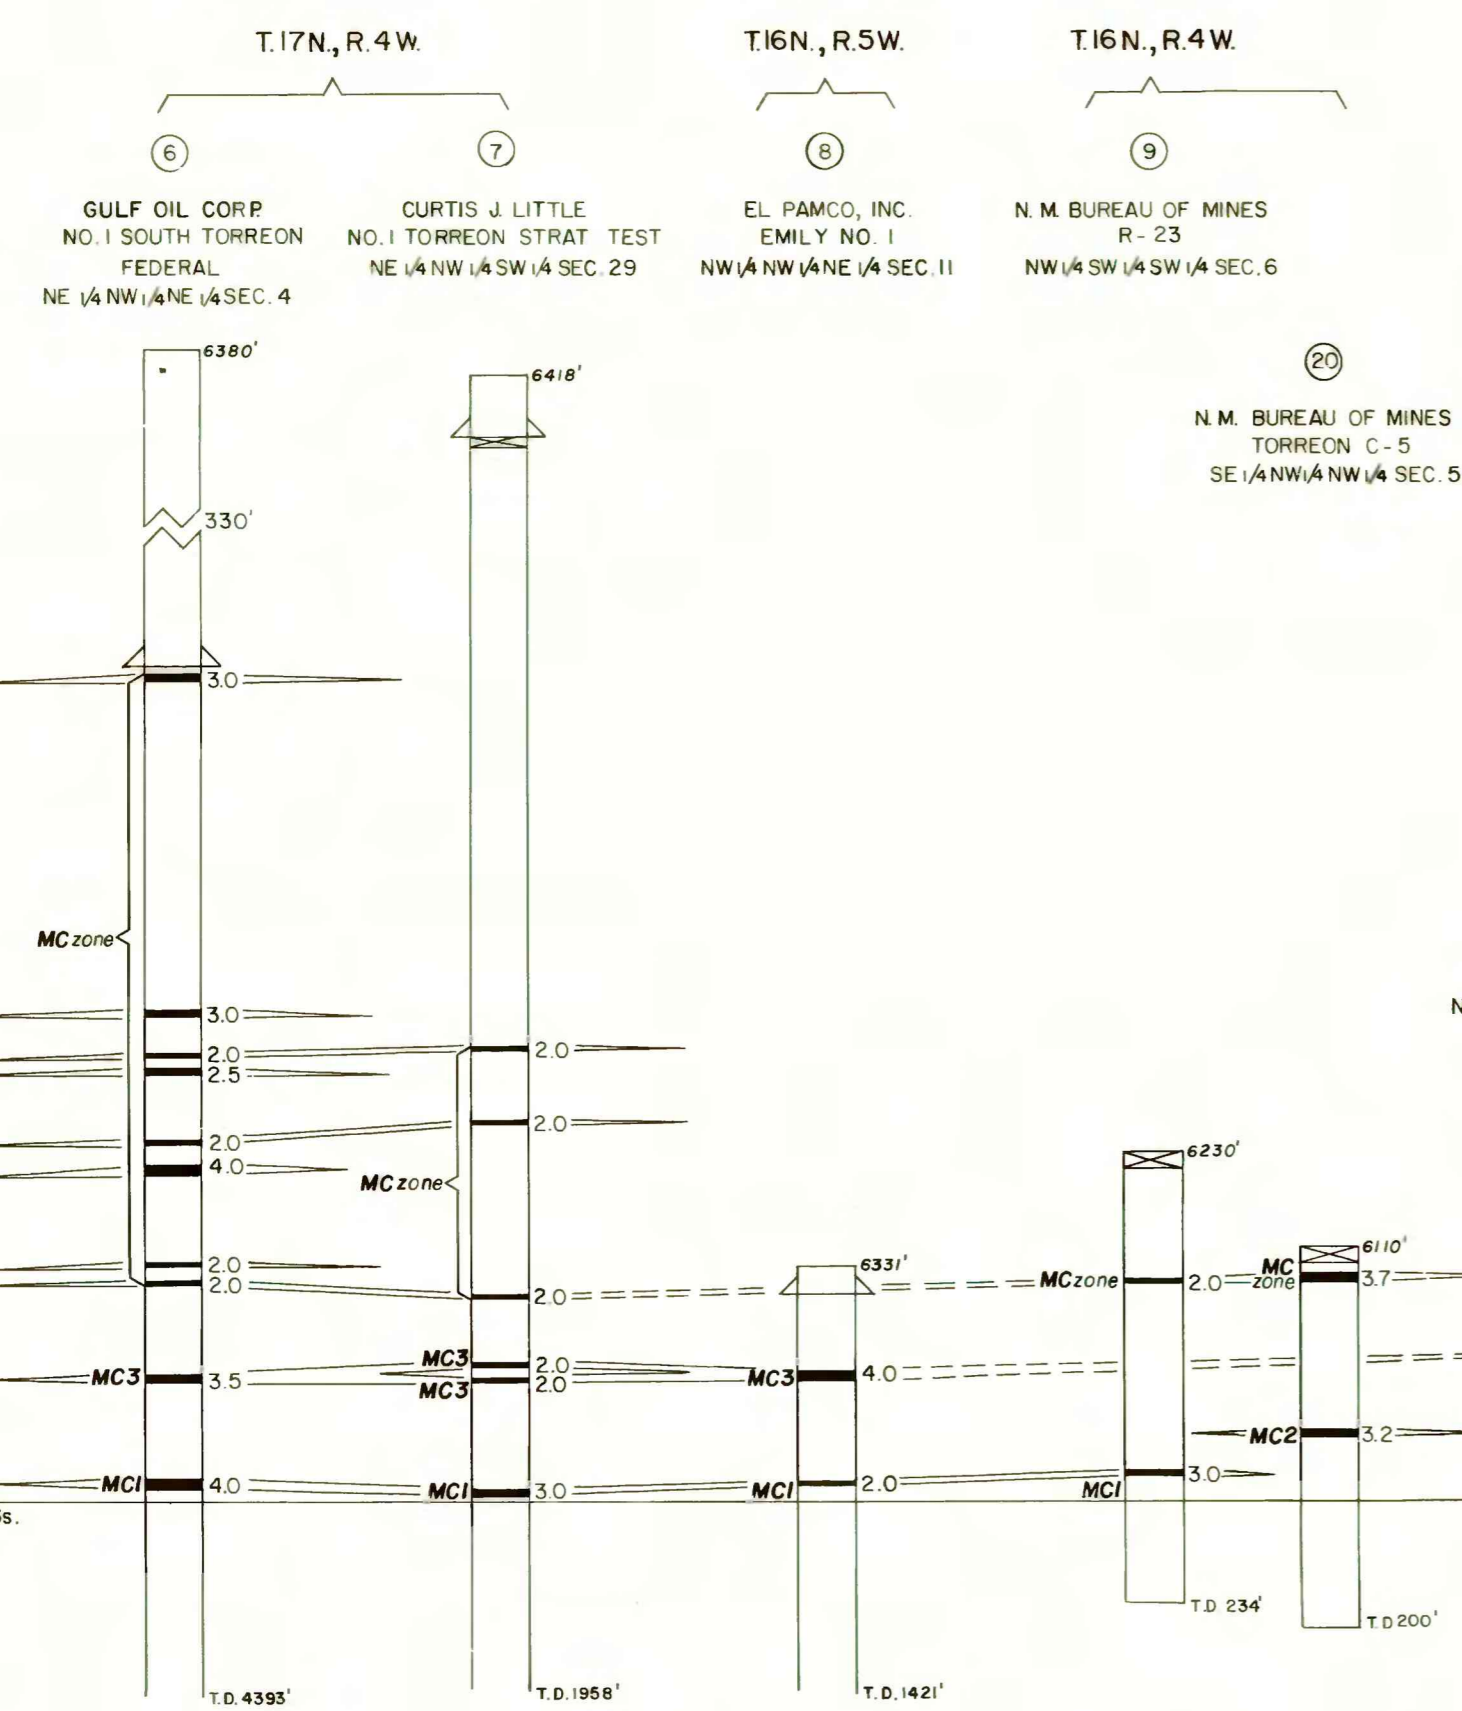 T.17N., R.4W.
T.16N., R.5W.
T.16N., R.4W.
6
GULF OIL CORP.
NO. 1 SOUTH TORREON
FEDERAL
NE 1/4 NW 1/4 NE 1/4 SEC. 4
7
CURTIS J. LITTLE
NO. 1 TORREON STRAT TEST
NE 1/4 NW 1/4 SW 1/4 SEC. 29
8
EL PAMCO, INC.
EMILY NO. 1
NW 1/4 NW 1/4 NE 1/4 SEC. 11
9
N. M. BUREAU OF MINES
R-23
NW 1/4 SW 1/4 SW 1/4 SEC. 6
20
N. M. BUREAU OF MINES
TORREON C-5
SE 1/4 NW 1/4 NW 1/4 SEC. 5
6380'
330'
3.0
MC zone
3.0
2.0
2.5
2.0
4.0
2.0
2.0
MC3 3.5
MC1 4.0
T.D. 4393'
s.
6418'
2.0
2.0
MC zone
2.0
MC3 2.0
MC3 2.0
MC1 3.0
T.D. 1958'
6331'
MC3 4.0
MC1 2.0
T.D. 1421'
6230'
MC zone 2.0
3.0
MC1
T.D 234'
6110'
MC
zone 3.7
MC2 3.2
T.D 200'
N